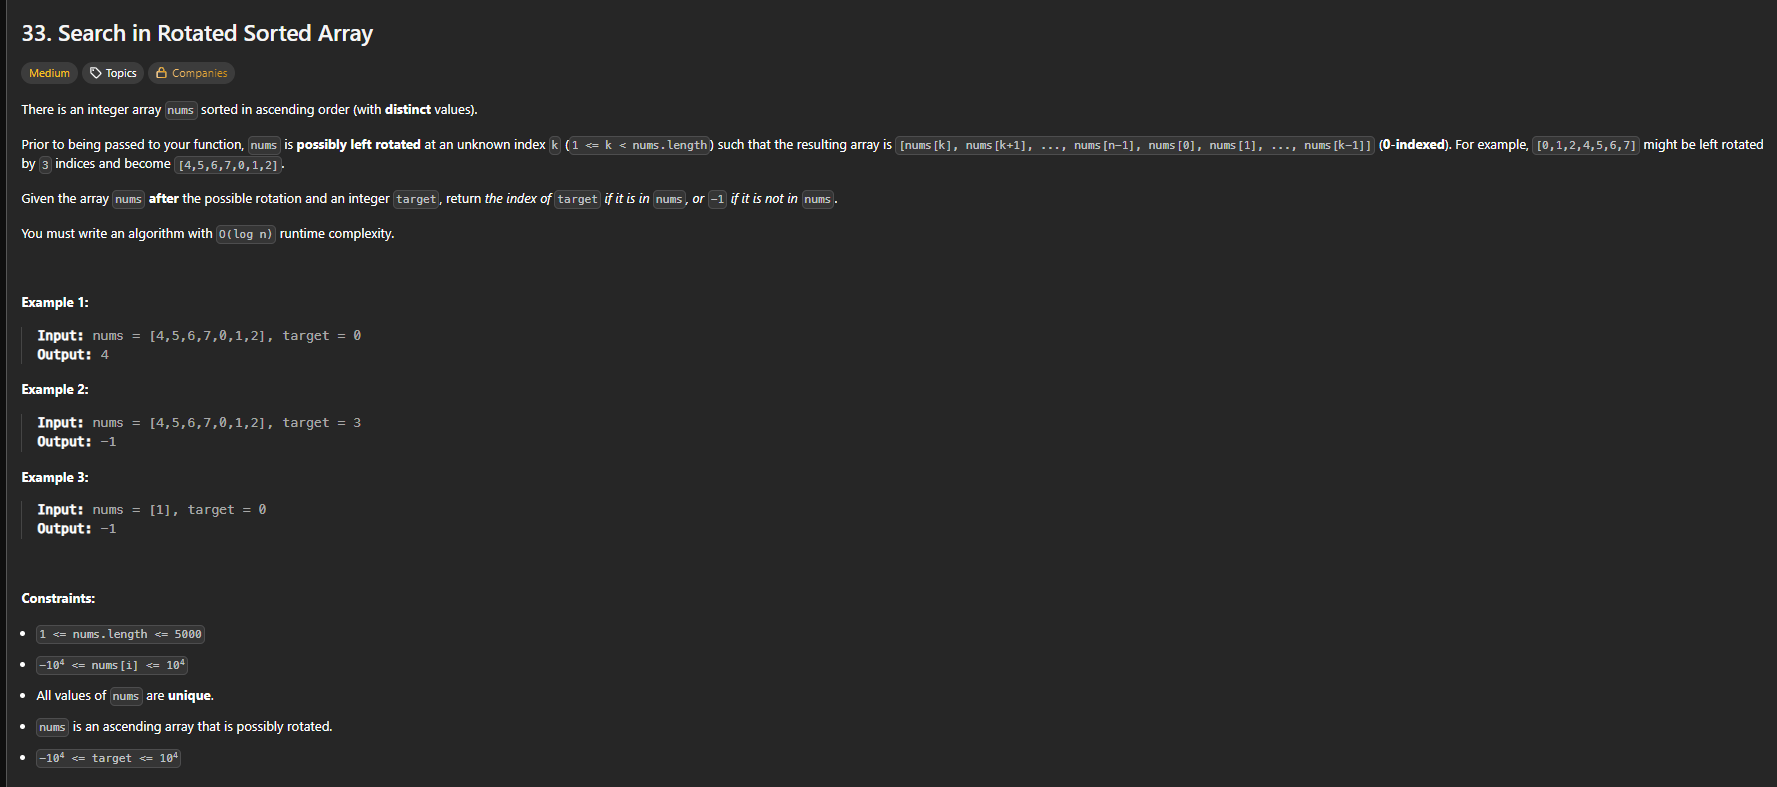 33. Search in Rotated Sorted Array
Medium Topics Companies
There is an integer array nums sorted in ascending order (with distinct values).
Prior to being passed to your function, nums is possibly left rotated at an unknown index k (1 <= k < nums.length) such that the resulting array is [nums[k], nums[k+1], ..., nums[n-1], nums[0], nums[1], ..., nums[k-1]] (0-indexed). For example, [0,1,2,4,5,6,7] might be left rotated
by 3 indices and become [4,5,6,7,0,1,2].
Given the array nums after the possible rotation and an integer target, return the index of target if it is in nums, or -1 if it is not in nums.
You must write an algorithm with O(log n) runtime complexity.
Example 1:
Input: nums = [4,5,6,7,0,1,2], target = 0
Output: 4
Example 2:
Input: nums = [4,5,6,7,0,1,2], target = 3
Output: -1
Example 3:
Input: nums = [1], target = 0
Output: -1
Constraints:
• 1 <= nums.length <= 5000
• -10⁴ <= nums[i] <= 10⁴
• All values of nums are unique.
• nums is an ascending array that is possibly rotated.
• -10⁴ <= target <= 10⁴